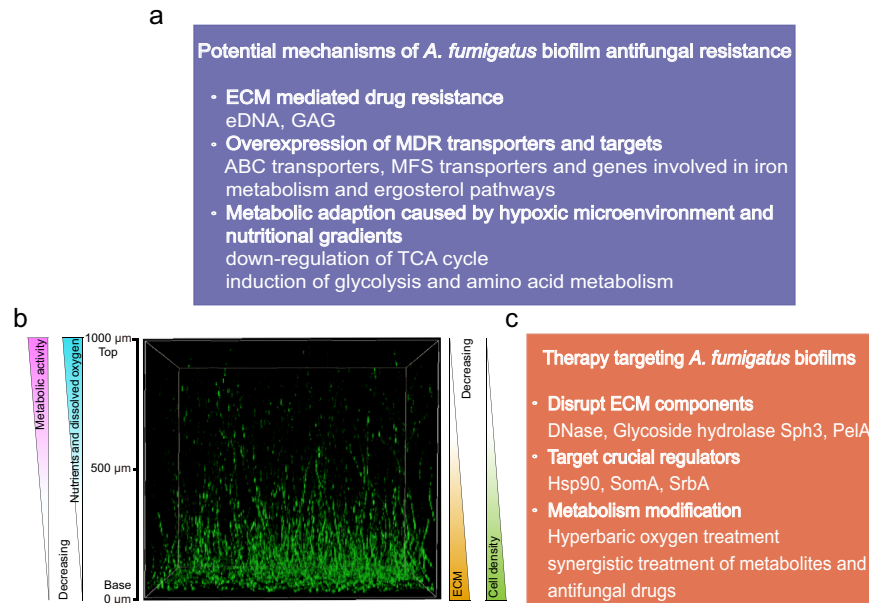 a
Potential mechanisms of A. fumigatus biofilm antifungal resistance
• ECM mediated drug resistance
eDNA, GAG
• Overexpression of MDR transporters and targets
ABC transporters, MFS transporters and genes involved in iron
metabolism and ergosterol pathways
• Metabolic adaption caused by hypoxic microenvironment and
nutritional gradients
down-regulation of TCA cycle
induction of glycolysis and amino acid metabolism
b
Metabolic activity
Nutrients and dissolved oxygen
Decreasing
1000 µm
Top
500 µm
Base
0 µm
Decreasing
ECM
Cell density
c
Therapy targeting A. fumigatus biofilms
• Disrupt ECM components
DNase, Glycoside hydrolase Sph3, PelA
• Target crucial regulators
Hsp90, SomA, SrbA
• Metabolism modification
Hyperbaric oxygen treatment
synergistic treatment of metabolites and
antifungal drugs